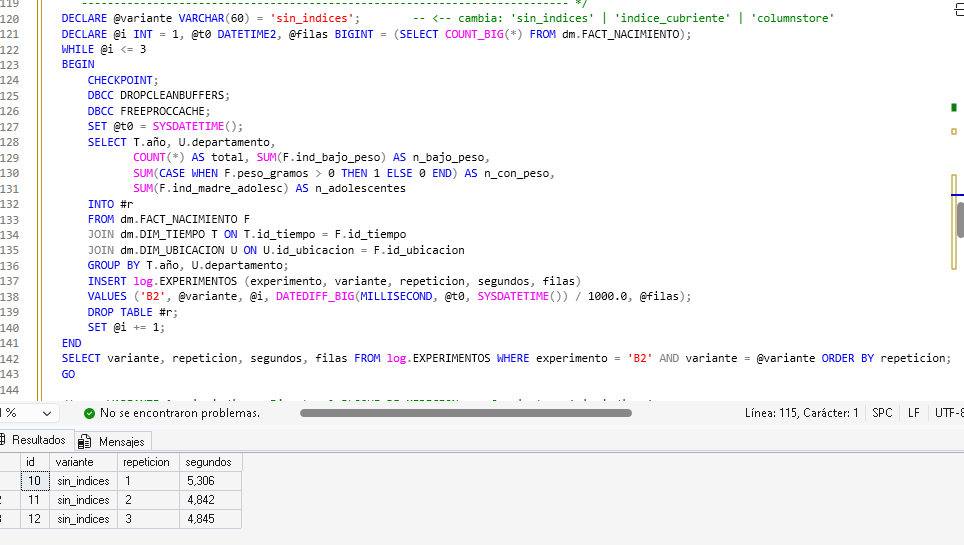 119 ------------------------------------------------------------------- */
120 DECLARE @variante VARCHAR(60) = 'sin_indices'; -- <-- cambia: 'sin_indices' | 'indice_cubriente' | 'columnstore'
121 DECLARE @i INT = 1, @t0 DATETIME2, @filas BIGINT = (SELECT COUNT_BIG(*) FROM dm.FACT_NACIMIENTO);
122 WHILE @i <= 3
123 BEGIN
124 CHECKPOINT;
125 DBCC DROPCLEANBUFFERS;
126 DBCC FREEPROCCACHE;
127 SET @t0 = SYSDATETIME();
128 SELECT T.año, U.departamento,
129 COUNT(*) AS total, SUM(F.ind_bajo_peso) AS n_bajo_peso,
130 SUM(CASE WHEN F.peso_gramos > 0 THEN 1 ELSE 0 END) AS n_con_peso,
131 SUM(F.ind_madre_adolesc) AS n_adolescentes
132 INTO #r
133 FROM dm.FACT_NACIMIENTO F
134 JOIN dm.DIM_TIEMPO T ON T.id_tiempo = F.id_tiempo
135 JOIN dm.DIM_UBICACION U ON U.id_ubicacion = F.id_ubicacion
136 GROUP BY T.año, U.departamento;
137 INSERT log.EXPERIMENTOS (experimento, variante, repeticion, segundos, filas)
138 VALUES ('B2', @variante, @i, DATEDIFF_BIG(MILLISECOND, @t0, SYSDATETIME()) / 1000.0, @filas);
139 DROP TABLE #r;
140 SET @i += 1;
141 END
142 SELECT variante, repeticion, segundos, filas FROM log.EXPERIMENTOS WHERE experimento = 'B2' AND variante = @variante ORDER BY repeticion;
143 GO
144
% No se encontraron problemas. Línea: 115, Carácter: 1 SPC LF UTF-8
Resultados Mensajes
id variante repeticion segundos
10 sin_indices 1 5,306
11 sin_indices 2 4,842
12 sin_indices 3 4,845